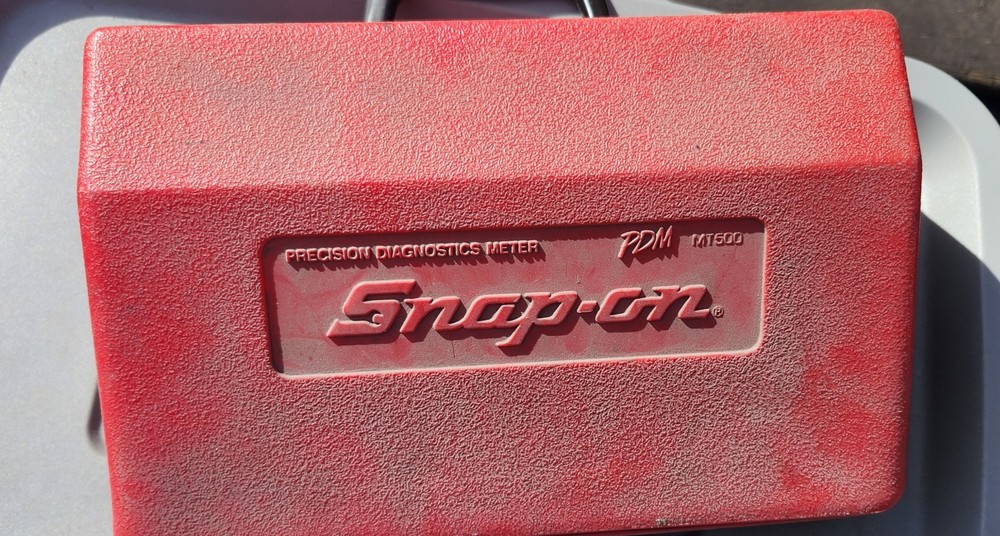 PRECISION DIAGNOSTICS METER PDM MT500
Snap-on®